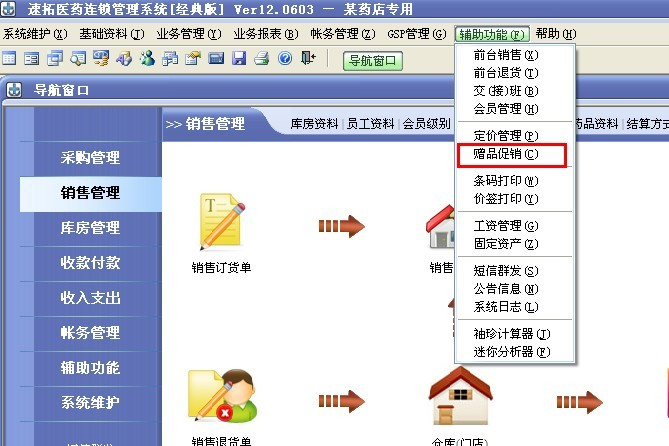 速拓医药连锁管理系统[经典版] Ver12.0603 — 某药店专用
系统维护(X) 基础资料(J) 业务管理(Y) 业务报表(B) 帐务管理(Z) GSP管理(G) 辅助功能(F) 帮助(H)
导航窗口
导航窗口
>> 销售管理
库房资料|员工资料|会员级别
药品资料|结算方式
前台销售(X)
前台退货(T)
交(接)班(B)
会员管理(H)
定价管理(P)
赠品促销(C)
条码打印(W)
价签打印(Y)
工资管理(G)
固定资产(Z)
短信群发(S)
公告信息(N)
系统日志(L)
袖珍计算器(J)
迷你分析器(F)
采购管理
销售管理
库房管理
收款付款
收入支出
帐务管理
辅助功能
系统维护
销售订货单
销售
销售退货单
仓库(门店)